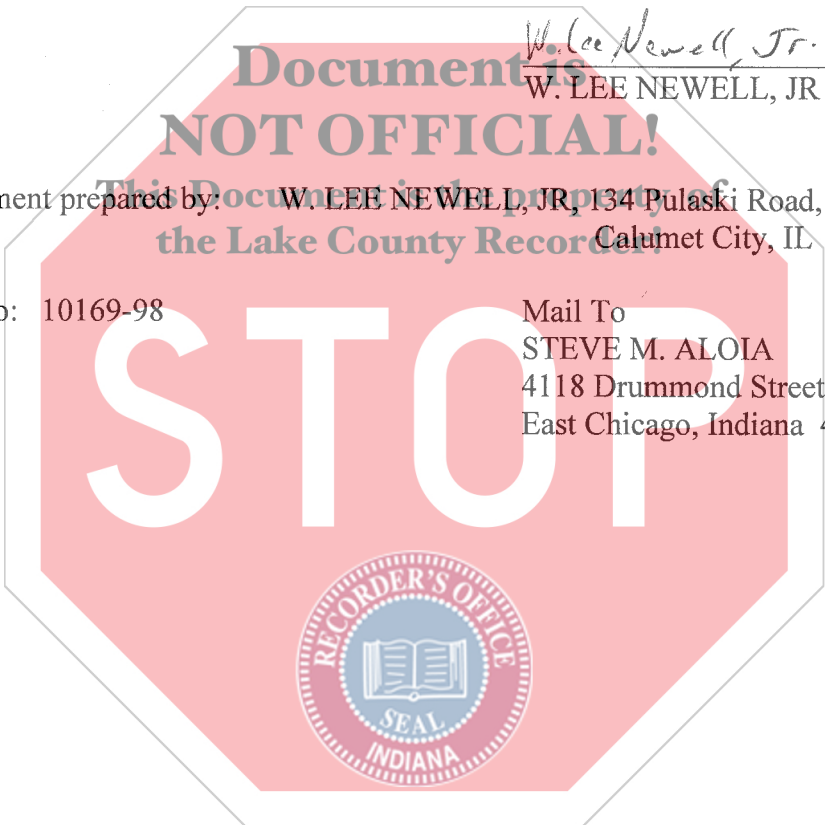 W. Lee Newell, Jr.
W. LEE NEWELL, JR
Document is
NOT OFFICIAL!
This Document is the property of
the Lake County Recorder!
ment prepared by: W. LEE NEWELL, JR, 134 Pulaski Road,
Calumet City, IL
o: 10169-98
Mail To
STEVE M. ALOIA
4118 Drummond Street
East Chicago, Indiana 4
STOP
RECORDER'S OFFICE
SEAL
INDIANA